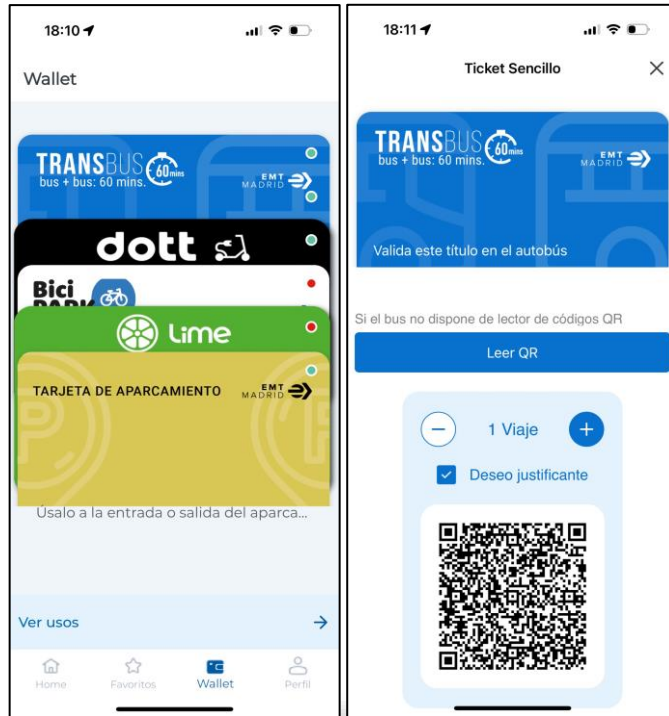 18:10
Wallet
TRANSBUS 60 mins
bus + bus: 60 mins.
EMT
MADRID
dott
Bici
PARK
Lime
TARJETA DE APARCAMIENTO
EMT
MADRID
Úsalo a la entrada o salida del aparca...
Ver usos
Home Favoritos Wallet Perfil
18:11
Ticket Sencillo
TRANSBUS 60 mins
bus + bus: 60 mins.
EMT
MADRID
Valida este título en el autobús
Si el bus no dispone de lector de códigos QR
Leer QR
1 Viaje
Deseo justificante